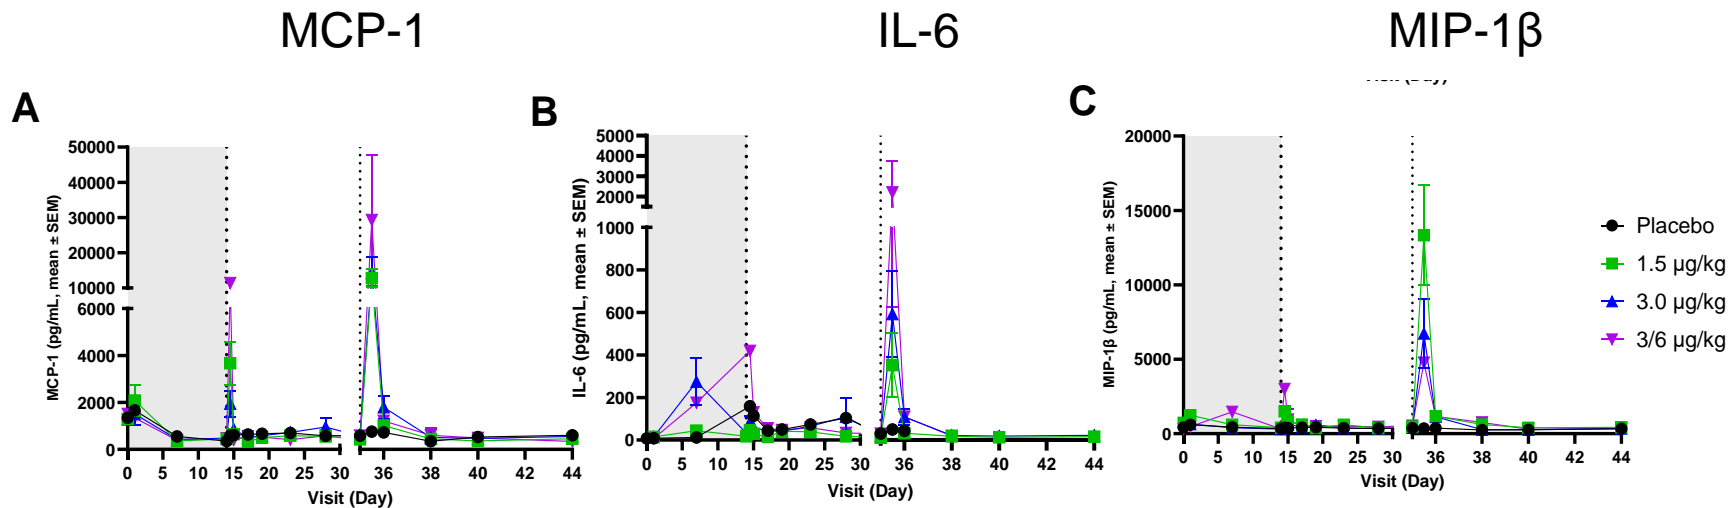 MCP-1
IL-6
MIP-1β
A
MCP-1 (pg/mL, mean ± SEM)
50000
40000
30000
20000
10000
6000
4000
2000
0
0 5 10 15 20 25 30 36 38 40 42 44
Visit (Day)
B
IL-6 (pg/mL, mean ± SEM)
5000
4000
3000
2000
1000
800
600
400
200
0
0 5 10 15 20 25 30 36 38 40 42 44
Visit (Day)
C
MIP-1β (pg/mL, mean ± SEM)
20000
15000
10000
5000
0
0 5 10 15 20 25 30 36 38 40 42 44
Visit (Day)
Placebo
1.5 µg/kg
3.0 µg/kg
3/6 µg/kg